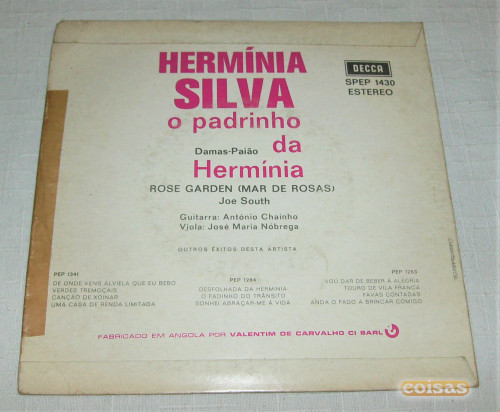 HERMÍNIA
SILVA
o padrinho
da
Damas-Paião
Hermínia
ROSE GARDEN (MAR DE ROSAS)
Joe South
Guitarra: António Chainho
Viola: José Maria Nóbrega
DECCA
SPEP 1430
ESTEREO
OUTROS ÊXITOS DESTA ARTISTA
PEP 1241
DE ONDE VENS ALVIELA QUE EU BEBO
VERDES TREMOÇAIS
CANÇÃO DE XOINAR
UMA CASA DE RENDA LIMITADA
PEP 1264
DESFOLHADA DA HERMÍNIA
O FADINHO DO TRÂNSITO
SONHEI ABRAÇAR-ME À VIDA
PEP 1263
VOU DAR DE BEBER À ALEGRIA
TOURO DE VILA FRANCA
FAVAS CONTADAS
ANDA O FADO A BRINCAR COMIGO
FABRICADO EM ANGOLA POR VALENTIM DE CARVALHO CI SARL
coisas